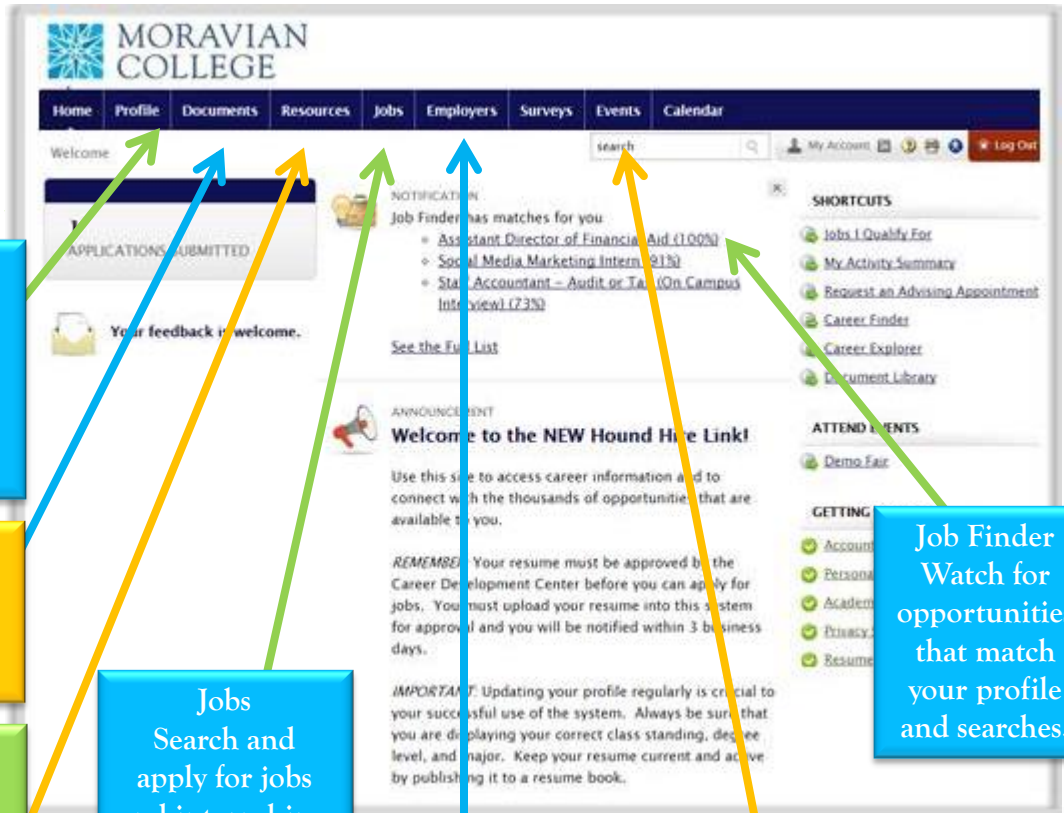 MORAVIAN
COLLEGE
Home Profile Documents Resources Jobs Employers Surveys Events Calendar
Welcome
search
My Account
Log Out
APPLICATIONS SUBMITTED
Your feedback is welcome.
NOTIFICATION
Job Finder has matches for you
Assistant Director of Financial Aid (100%)
Social Media Marketing Intern (91%)
Staff Accountant – Audit or Tax (On Campus
Interview) (73%)
See the Full List
ANNOUNCEMENT
Welcome to the NEW Hound Hire Link!
Use this site to access career information and to
connect with the thousands of opportunities that are
available to you.
REMEMBER: Your resume must be approved by the
Career Development Center before you can apply for
jobs. You must upload your resume into this system
for approval and you will be notified within 3 business
days.
IMPORTANT: Updating your profile regularly is crucial to
your successful use of the system. Always be sure that
you are displaying your correct class standing, degree
level, and major. Keep your resume current and active
by publishing it to a resume book.
SHORTCUTS
Jobs I Qualify For
My Activity Summary
Request an Advising Appointment
Career Finder
Career Explorer
Document Library
ATTEND EVENTS
Demo Fair
GETTING
Account
Persona
Academ
Privacy
Resume
Job Finder
Watch for
opportunitie
that match
your profile
and searches.
Jobs
Search and
apply for jobs